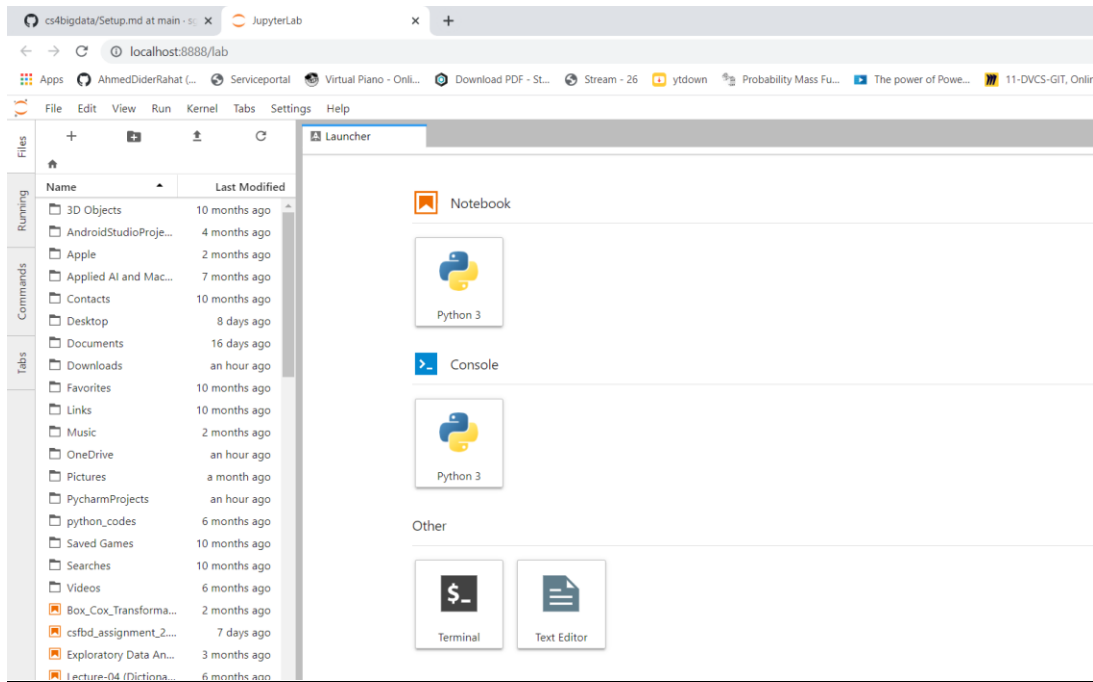 cs4bigdata/Setup.md at main · sg
JupyterLab
localhost:8888/lab
Apps AhmedDiderRahat (... Serviceportal Virtual Piano - Onli... Download PDF - St... Stream - 26 ytdown Probability Mass Fu... The power of Powe... 11-DVCS-GIT, Onlin
File Edit View Run Kernel Tabs Settings Help
Files
Running
Commands
Tabs
Name Last Modified
3D Objects 10 months ago
AndroidStudioProje... 4 months ago
Apple 2 months ago
Applied AI and Mac... 7 months ago
Contacts 10 months ago
Desktop 8 days ago
Documents 16 days ago
Downloads an hour ago
Favorites 10 months ago
Links 10 months ago
Music 2 months ago
OneDrive an hour ago
Pictures a month ago
PycharmProjects an hour ago
python_codes 6 months ago
Saved Games 10 months ago
Searches 10 months ago
Videos 6 months ago
Box_Cox_Transforma... 2 months ago
csfbd_assignment_2.... 7 days ago
Exploratory Data An... 3 months ago
Lecture-04 (Dictiona... 6 months ago
Launcher
Notebook
Python 3
>_ Console
Python 3
Other
$_
Terminal Text Editor